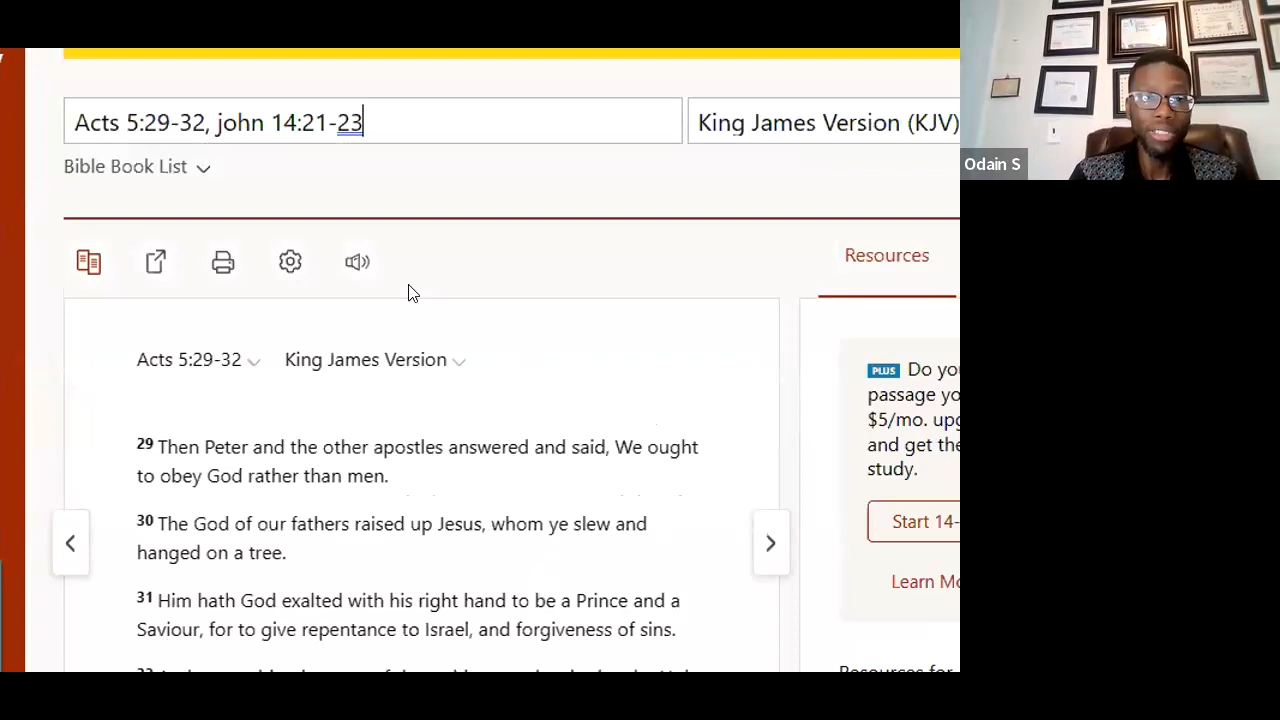 Acts 5:29-32, john 14:21-23
King James Version (KJV)
Bible Book List
Odain S
Resources
Acts 5:29-32
King James Version
29 Then Peter and the other apostles answered and said, We ought
to obey God rather than men.
30 The God of our fathers raised up Jesus, whom ye slew and
hanged on a tree.
31 Him hath God exalted with his right hand to be a Prince and a
Saviour, for to give repentance to Israel, and forgiveness of sins.
PLUS Do you
passage yo
$5/mo. upg
and get the
study.
Start 14-
Learn Mo
Resources for